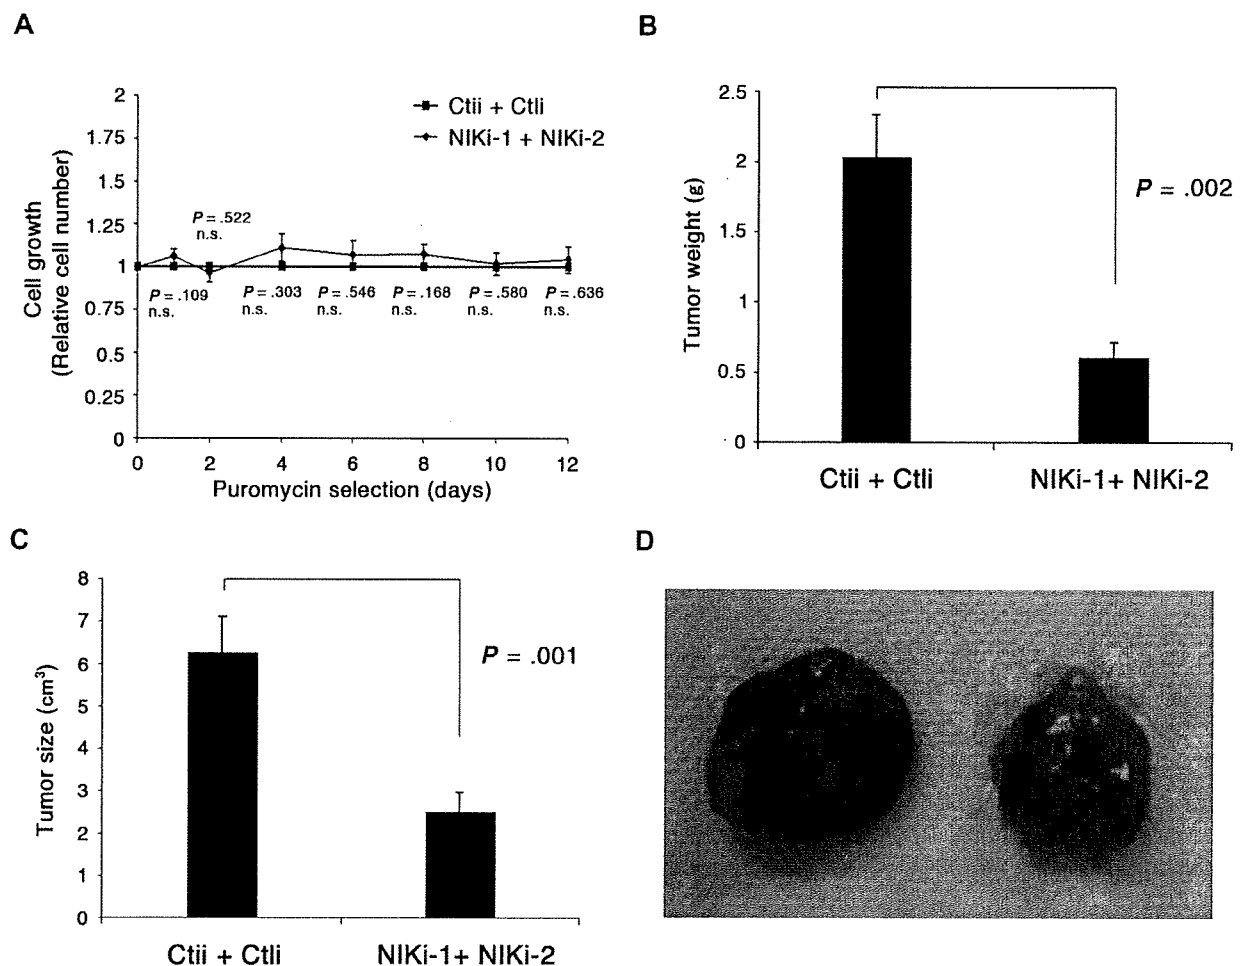 A
2
1.75
1.5
1.25
1
0.75
0.5
0.25
0
Cell growth
(Relative cell number)
Ctii + Ctli
NIKi-1 + NIKi-2
P = .522
n.s.
P = .109
n.s.
P = .303
n.s.
P = .546
n.s.
P = .168
n.s.
P = .580
n.s.
P = .636
n.s.
0 2 4 6 8 10 12
Puromycin selection (days)
B
2.5
2
1.5
1
0.5
0
Tumor weight (g)
P = .002
Ctii + Ctli NIKi-1+ NIKi-2
C
8
7
6
5
4
3
2
1
0
Tumor size (cm³)
P = .001
Ctii + Ctli NIKi-1+ NIKi-2
D